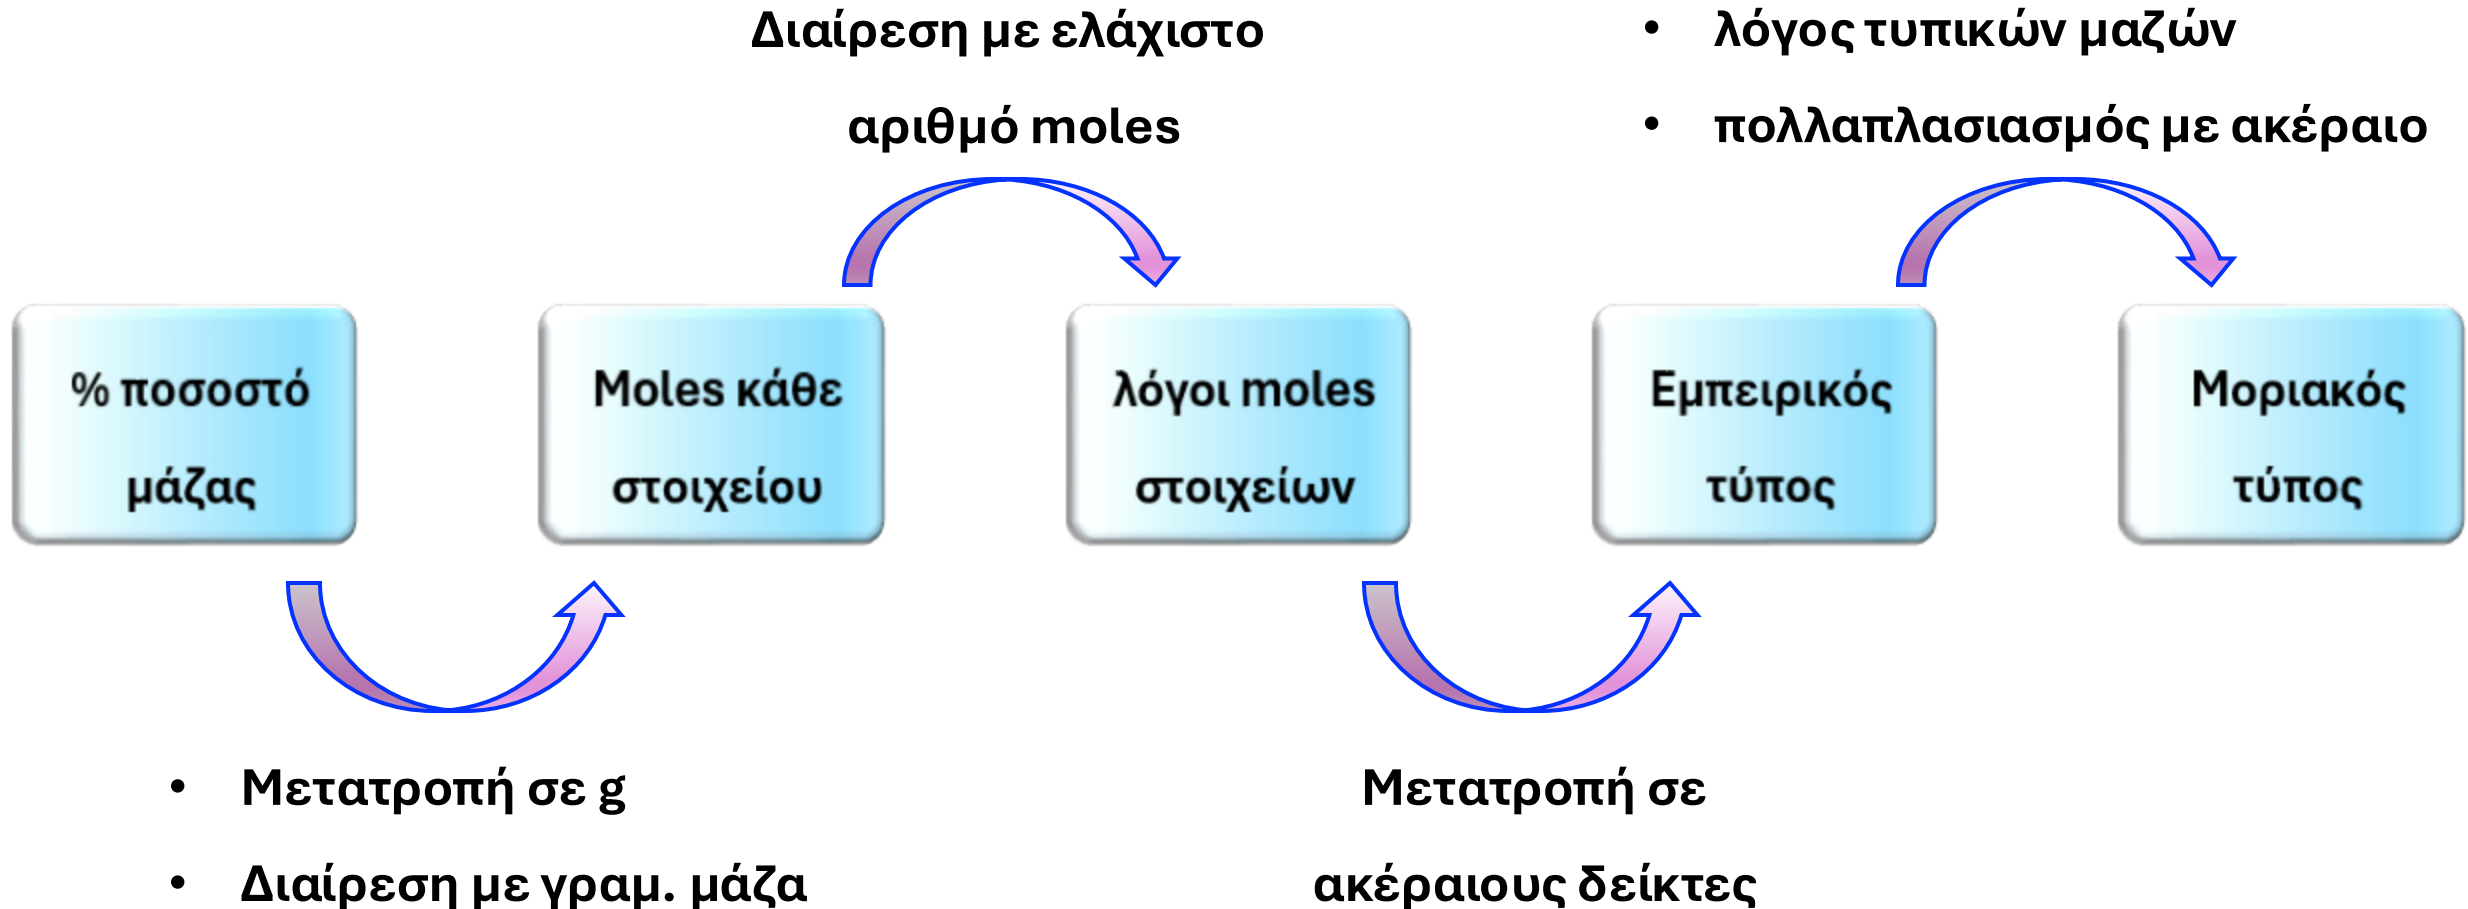 Διαίρεση με ελάχιστο
αριθμό moles
• λόγος τυπικών μαζών
• πολλαπλασιασμός με ακέραιο
% ποσοστό
μάζας
Moles κάθε
στοιχείου
λόγοι moles
στοιχείων
Εμπειρικός
τύπος
Μοριακός
τύπος
• Μετατροπή σε g
• Διαίρεση με γραμ. μάζα
Μετατροπή σε
ακέραιους δείκτες